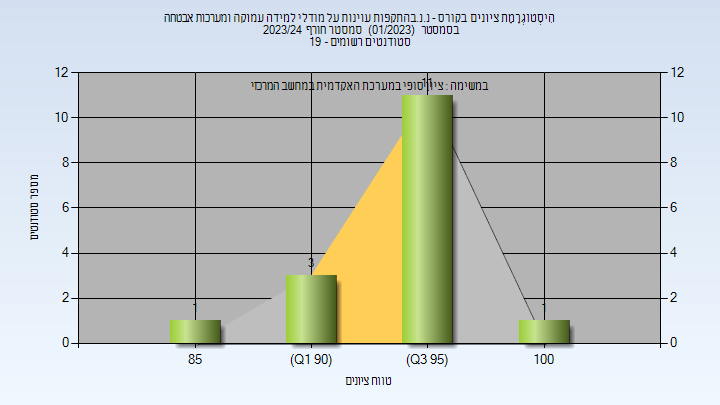 היסטוגרמת ציונים בקורס - נ.נ.בהתקפות עוינות על מודלי למידה עמוקה ומערכות אבטחה
בסמסטר (01/2023) סמסטר חורף 2023/24
סטודנטים רשומים - 19
במשימה : ציון סופי במערכת האקדמית במחשב המרכזי
12 12
11
10 10
8 8
6 6
4 4
3
2 2
1 1
0 0
85 (Q1 90) (Q3 95) 100
מספר סטודנטים
טווח ציונים